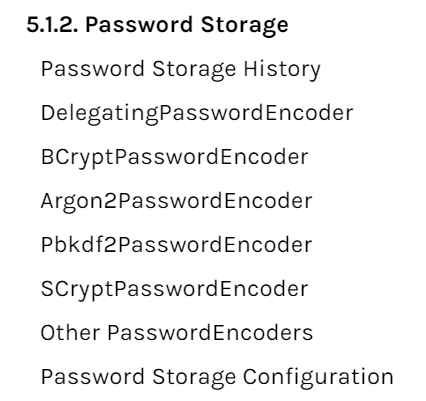 5.1.2. Password Storage
Password Storage History
DelegatingPasswordEncoder
BCryptPasswordEncoder
Argon2PasswordEncoder
Pbkdf2PasswordEncoder
SCryptPasswordEncoder
Other PasswordEncoders
Password Storage Configuration